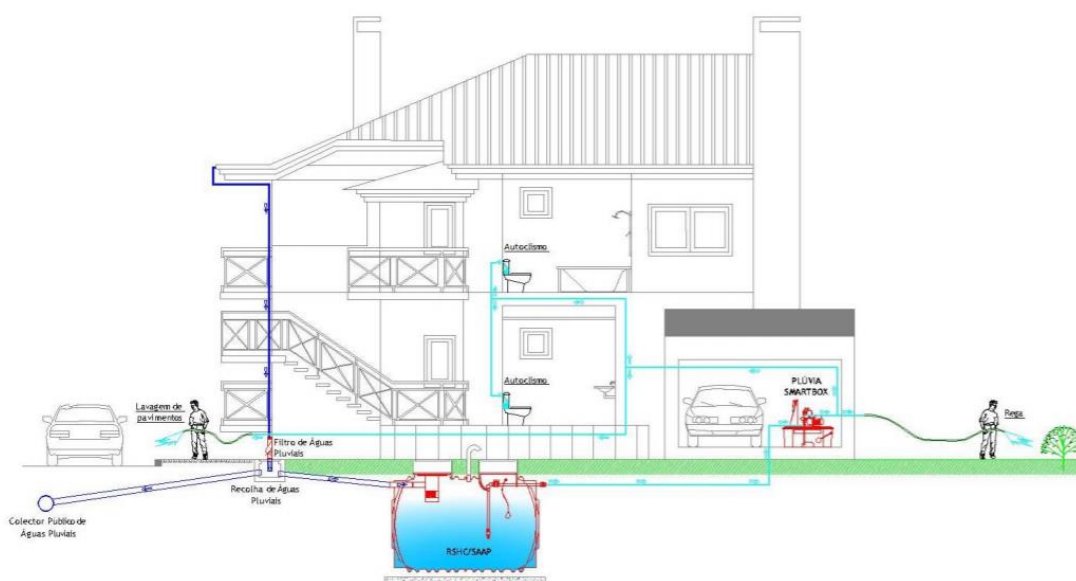 Autoclismo
PLÚVIA
SMARTBOX
Autoclismo
Lavagem de
pavimentos
Rega
Filtro de Águas
Pluviais
Recolha de Águas
Pluviais
Colector Público de
Águas Pluviais
RSHC/SAAP